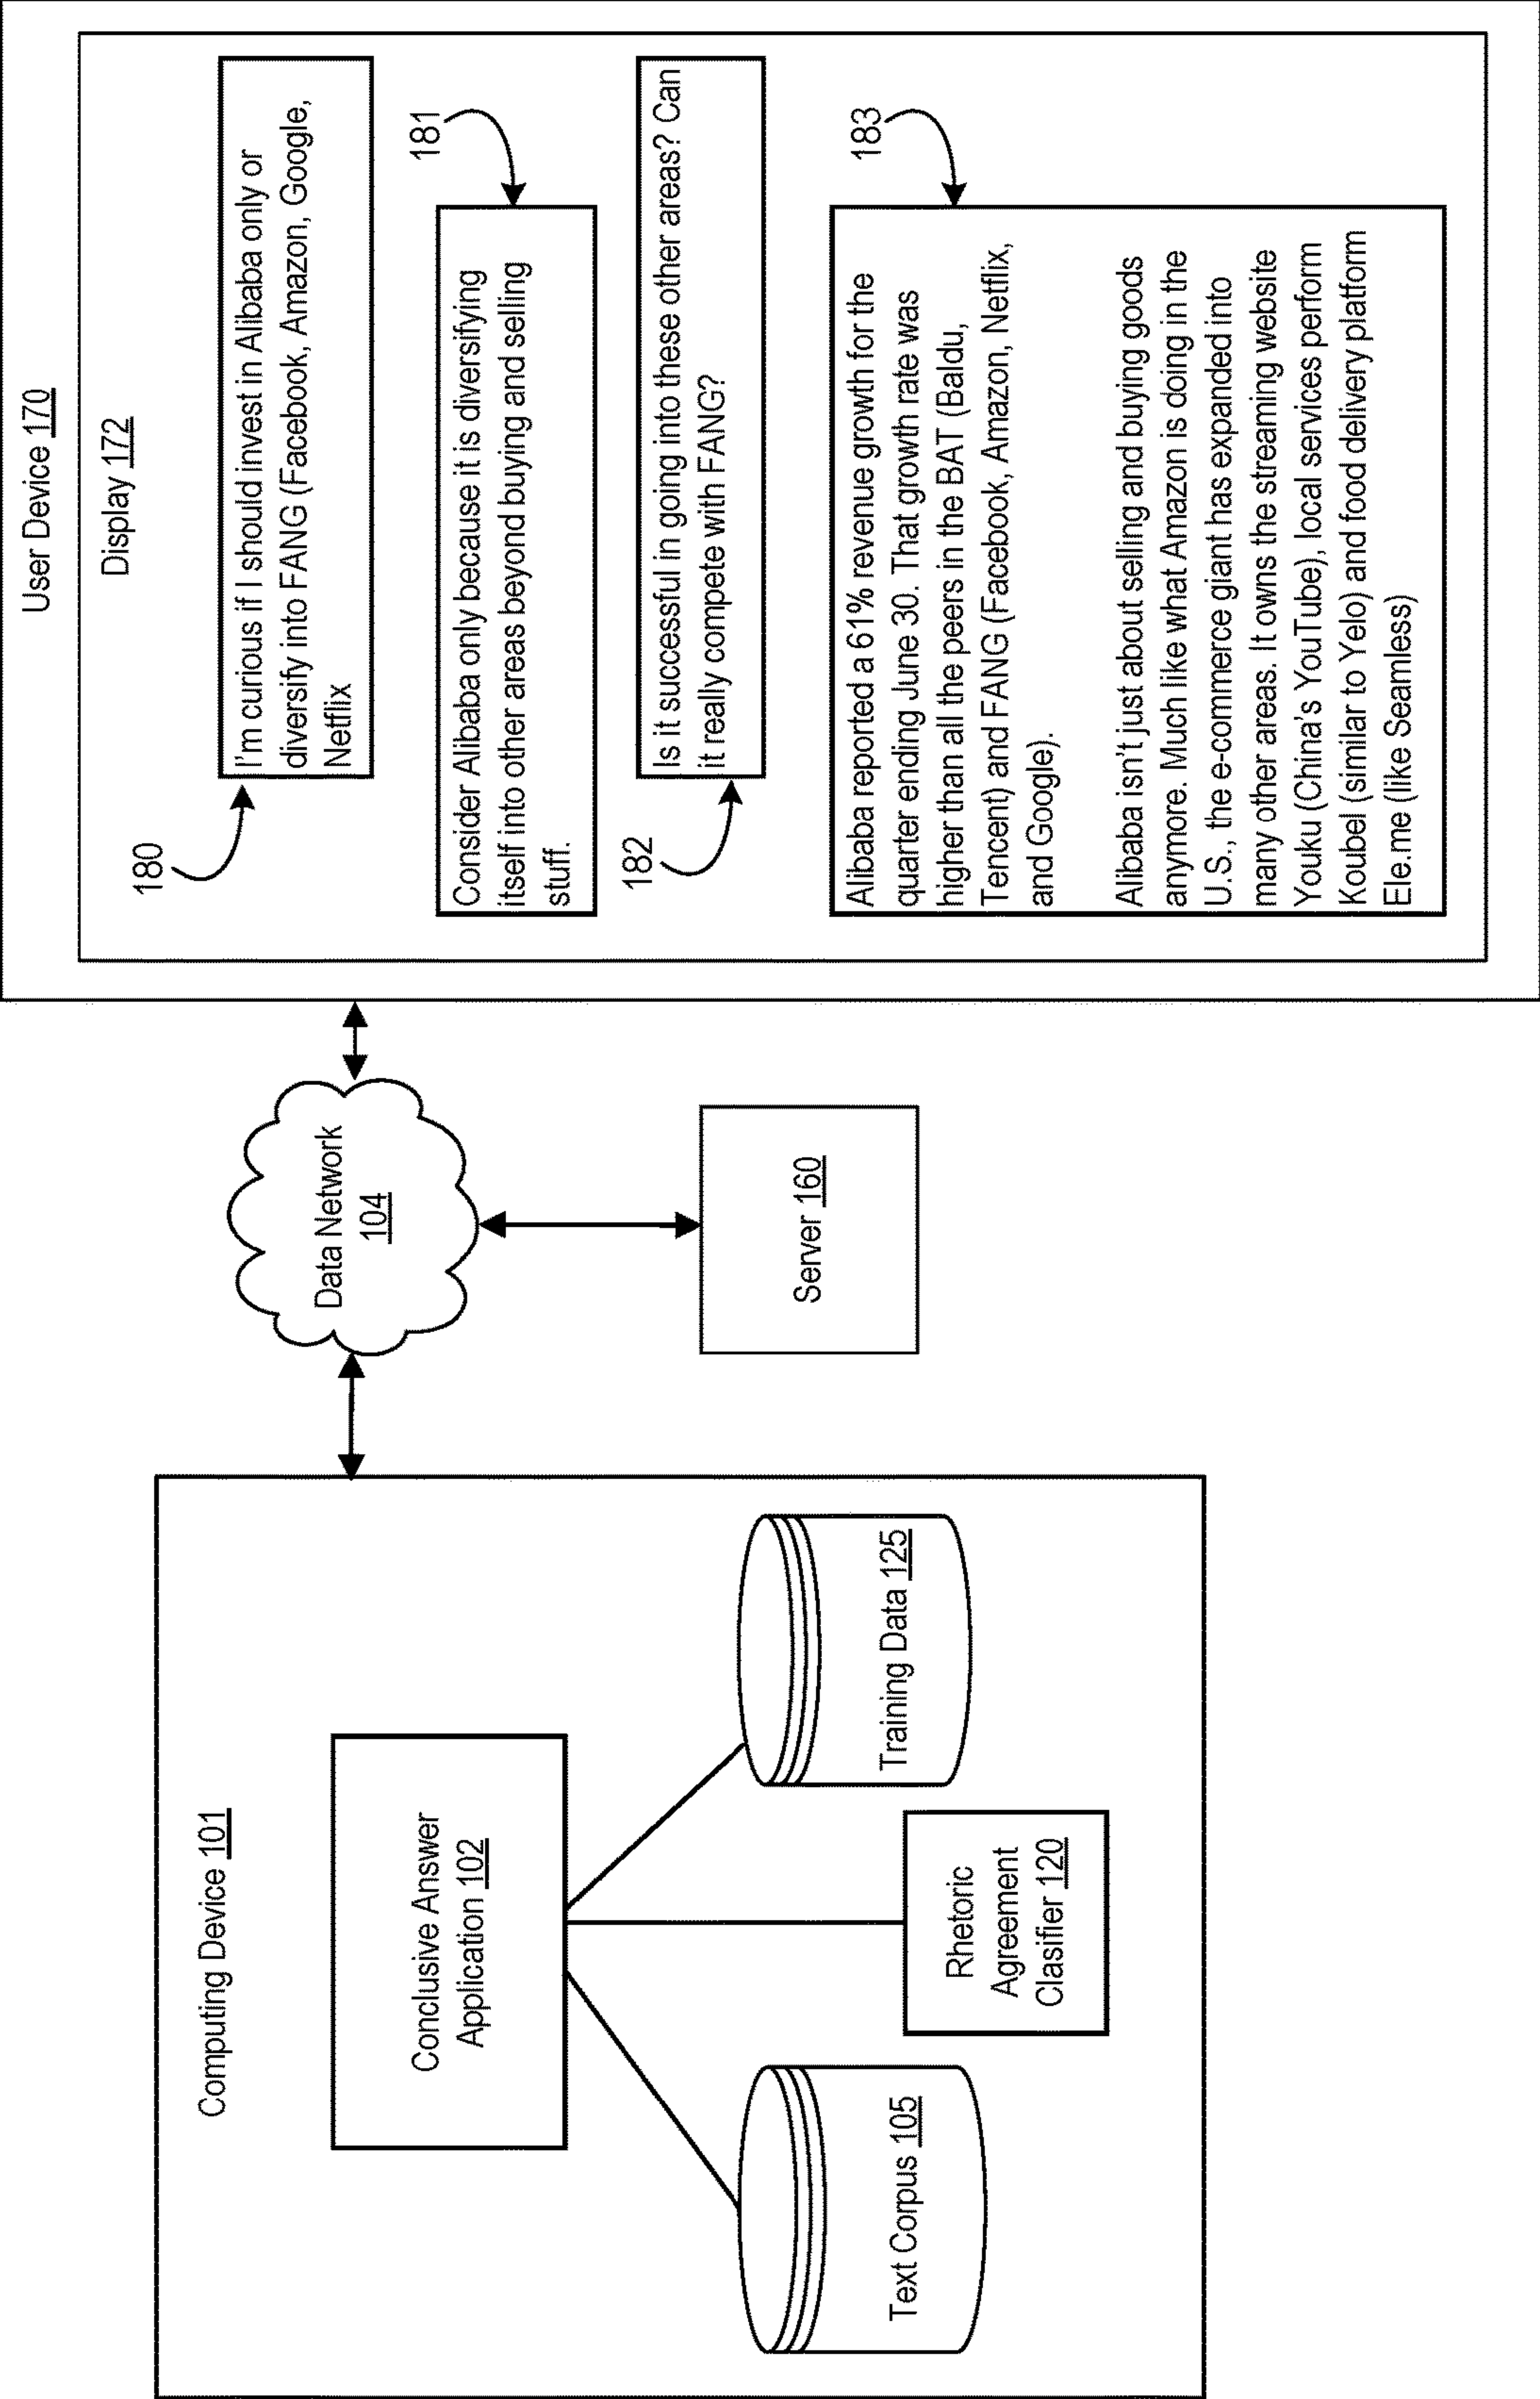 Computing Device 101
Conclusive Answer
Application 102
Text Corpus 105
Rhetoric
Agreement
Clasifier 120
Training Data 125
Data Network
104
Server 160
User Device 170
Display 172
180
I'm curious if I should invest in Alibaba only or
diversify into FANG (Facebook, Amazon, Google,
Netflix
181
Consider Alibaba only because it is diversifying
itself into other areas beyond buying and selling
stuff.
182
Is it successful in going into these other areas? Can
it really compete with FANG?
183
Alibaba reported a 61% revenue growth for the
quarter ending June 30. That growth rate was
higher than all the peers in the BAT (Baldu,
Tencent) and FANG (Facebook, Amazon, Netflix,
and Google).
Alibaba isn't just about selling and buying goods
anymore. Much like what Amazon is doing in the
U.S., the e-commerce giant has expanded into
many other areas. It owns the streaming website
Youku (China's YouTube), local services perform
Koubel (similar to Yelo) and food delivery platform
Ele.me (like Seamless)